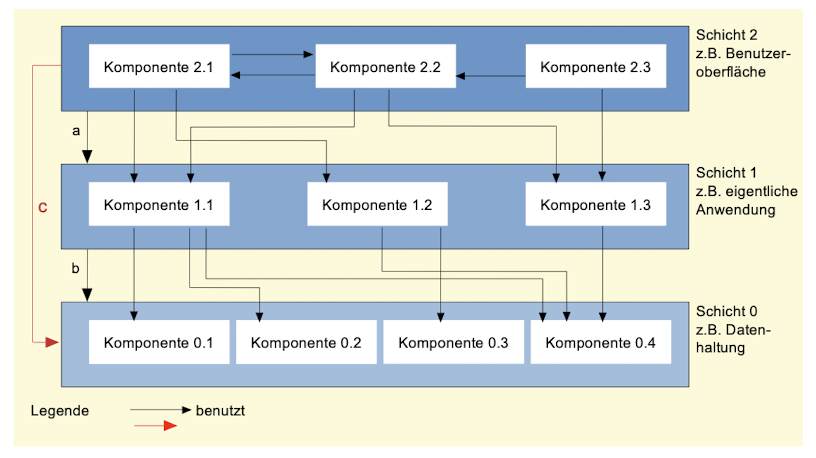 Schicht 2
z.B. Benutzer-
oberfläche
Komponente 2.1
Komponente 2.2
Komponente 2.3
a
Schicht 1
z.B. eigentliche
Anwendung
Komponente 1.1
Komponente 1.2
Komponente 1.3
C
b
Schicht 0
z.B. Daten-
haltung
Komponente 0.1
Komponente 0.2
Komponente 0.3
Komponente 0.4
Legende
benutzt